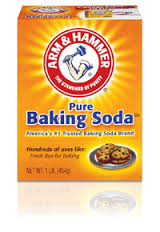 ARM & HAMMER
THE STANDARD OF PURITY
Pure
Baking Soda
America's #1 Trusted Baking Soda Brand
Hundreds of uses like:
Fresh Box for Baking
NET WT. 1 LB. (454g)